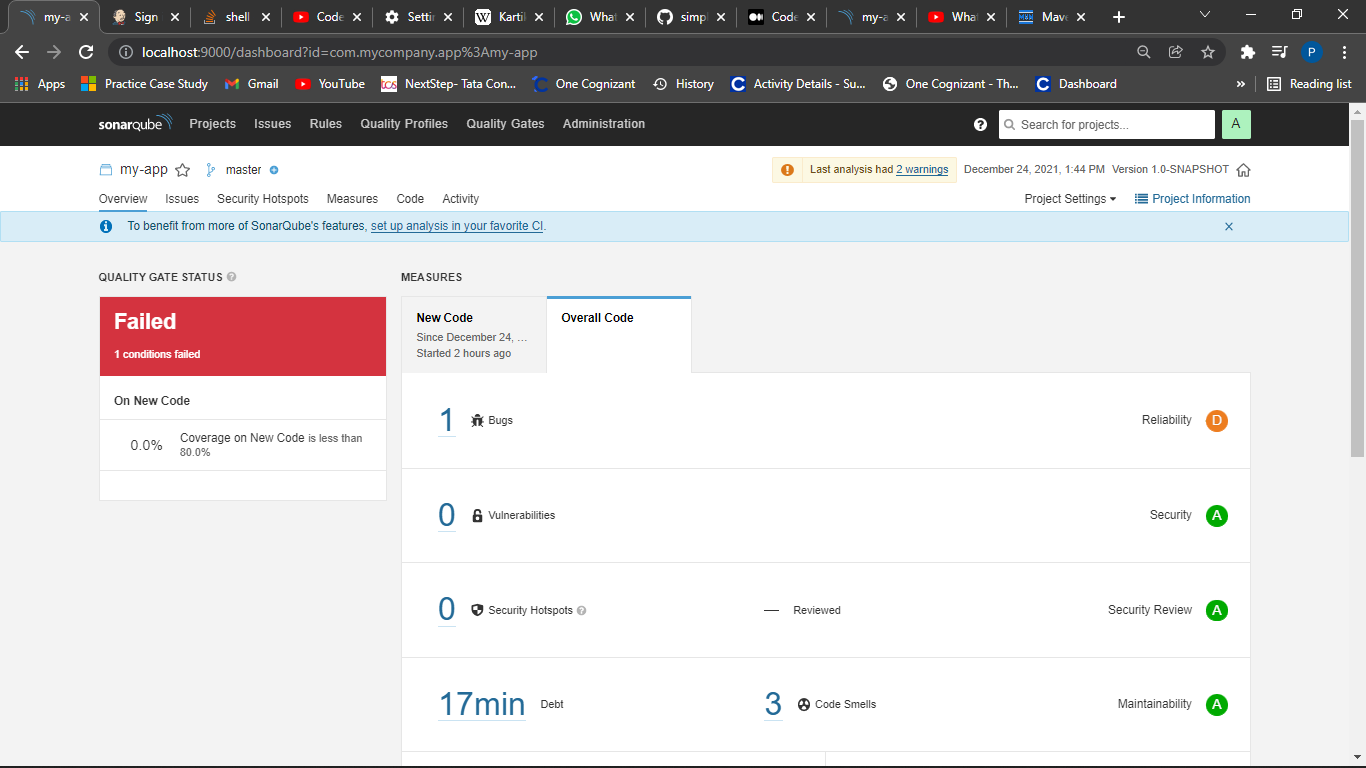 my-a
Sign
shell
Code
Settin
Kartik
What
simpl
Code
my-a
What
Mave
localhost:9000/dashboard?id=com.mycompany.app%3Amy-app
P
Apps
Practice Case Study
Gmail
YouTube
NextStep- Tata Con...
One Cognizant
History
Activity Details - Su...
One Cognizant - Th...
Dashboard
»
Reading list
sonarqube
Projects
Issues
Rules
Quality Profiles
Quality Gates
Administration
Search for projects...
A
my-app
master
Last analysis had 2 warnings
December 24, 2021, 1:44 PM
Version 1.0-SNAPSHOT
Overview
Issues
Security Hotspots
Measures
Code
Activity
Project Settings
Project Information
To benefit from more of SonarQube's features, set up analysis in your favorite CI.
QUALITY GATE STATUS
MEASURES
Failed
1 conditions failed
On New Code
0.0%
Coverage on New Code is less than
80.0%
New Code
Since December 24, ...
Started 2 hours ago
Overall Code
1 Bugs
Reliability D
0 Vulnerabilities
Security A
0 Security Hotspots
— Reviewed
Security Review A
17min Debt
3 Code Smells
Maintainability A